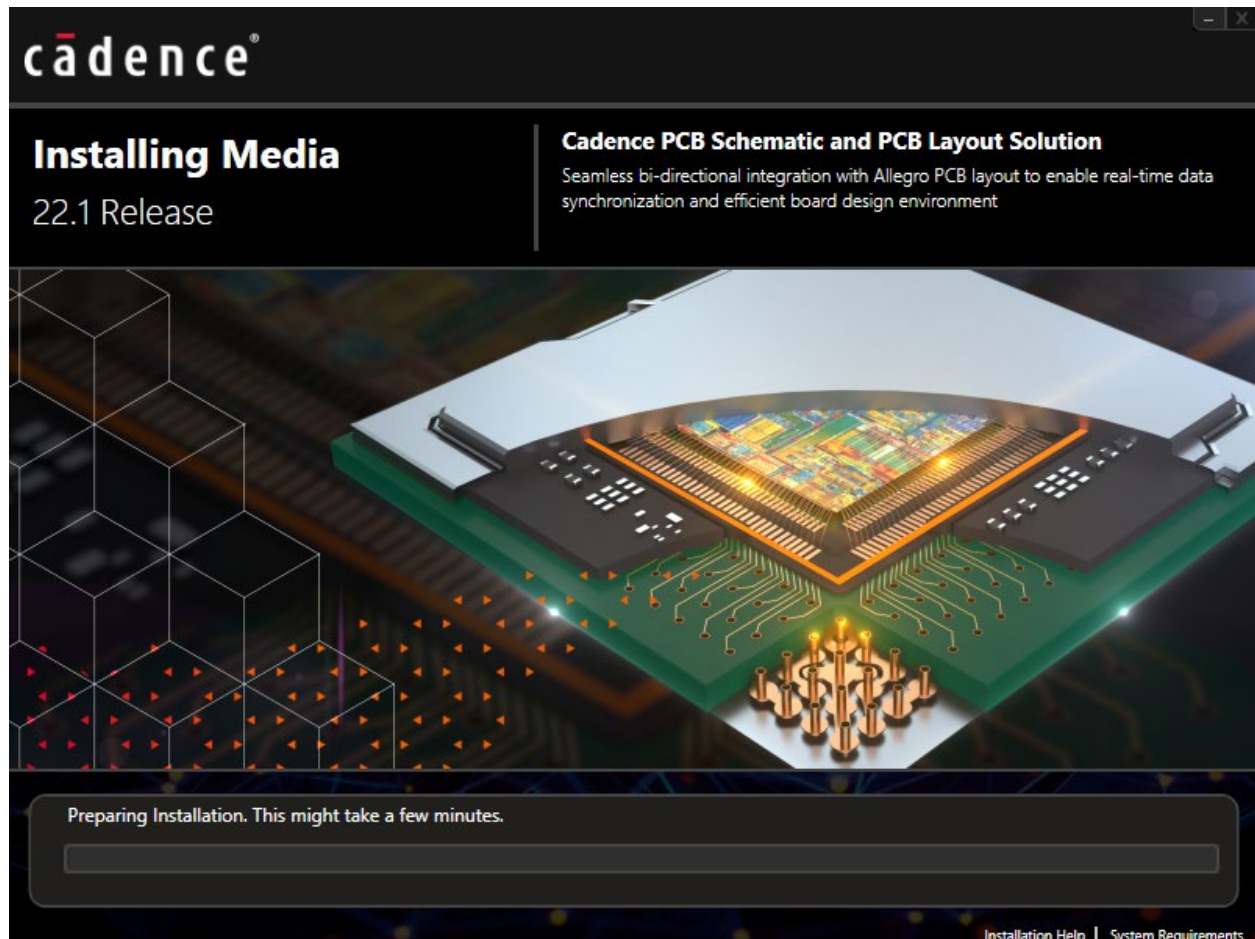 cādence®
Installing Media
22.1 Release
Cadence PCB Schematic and PCB Layout Solution
Seamless bi-directional integration with Allegro PCB layout to enable real-time data
synchronization and efficient board design environment
Preparing Installation. This might take a few minutes.
Installation Help | System Requirements